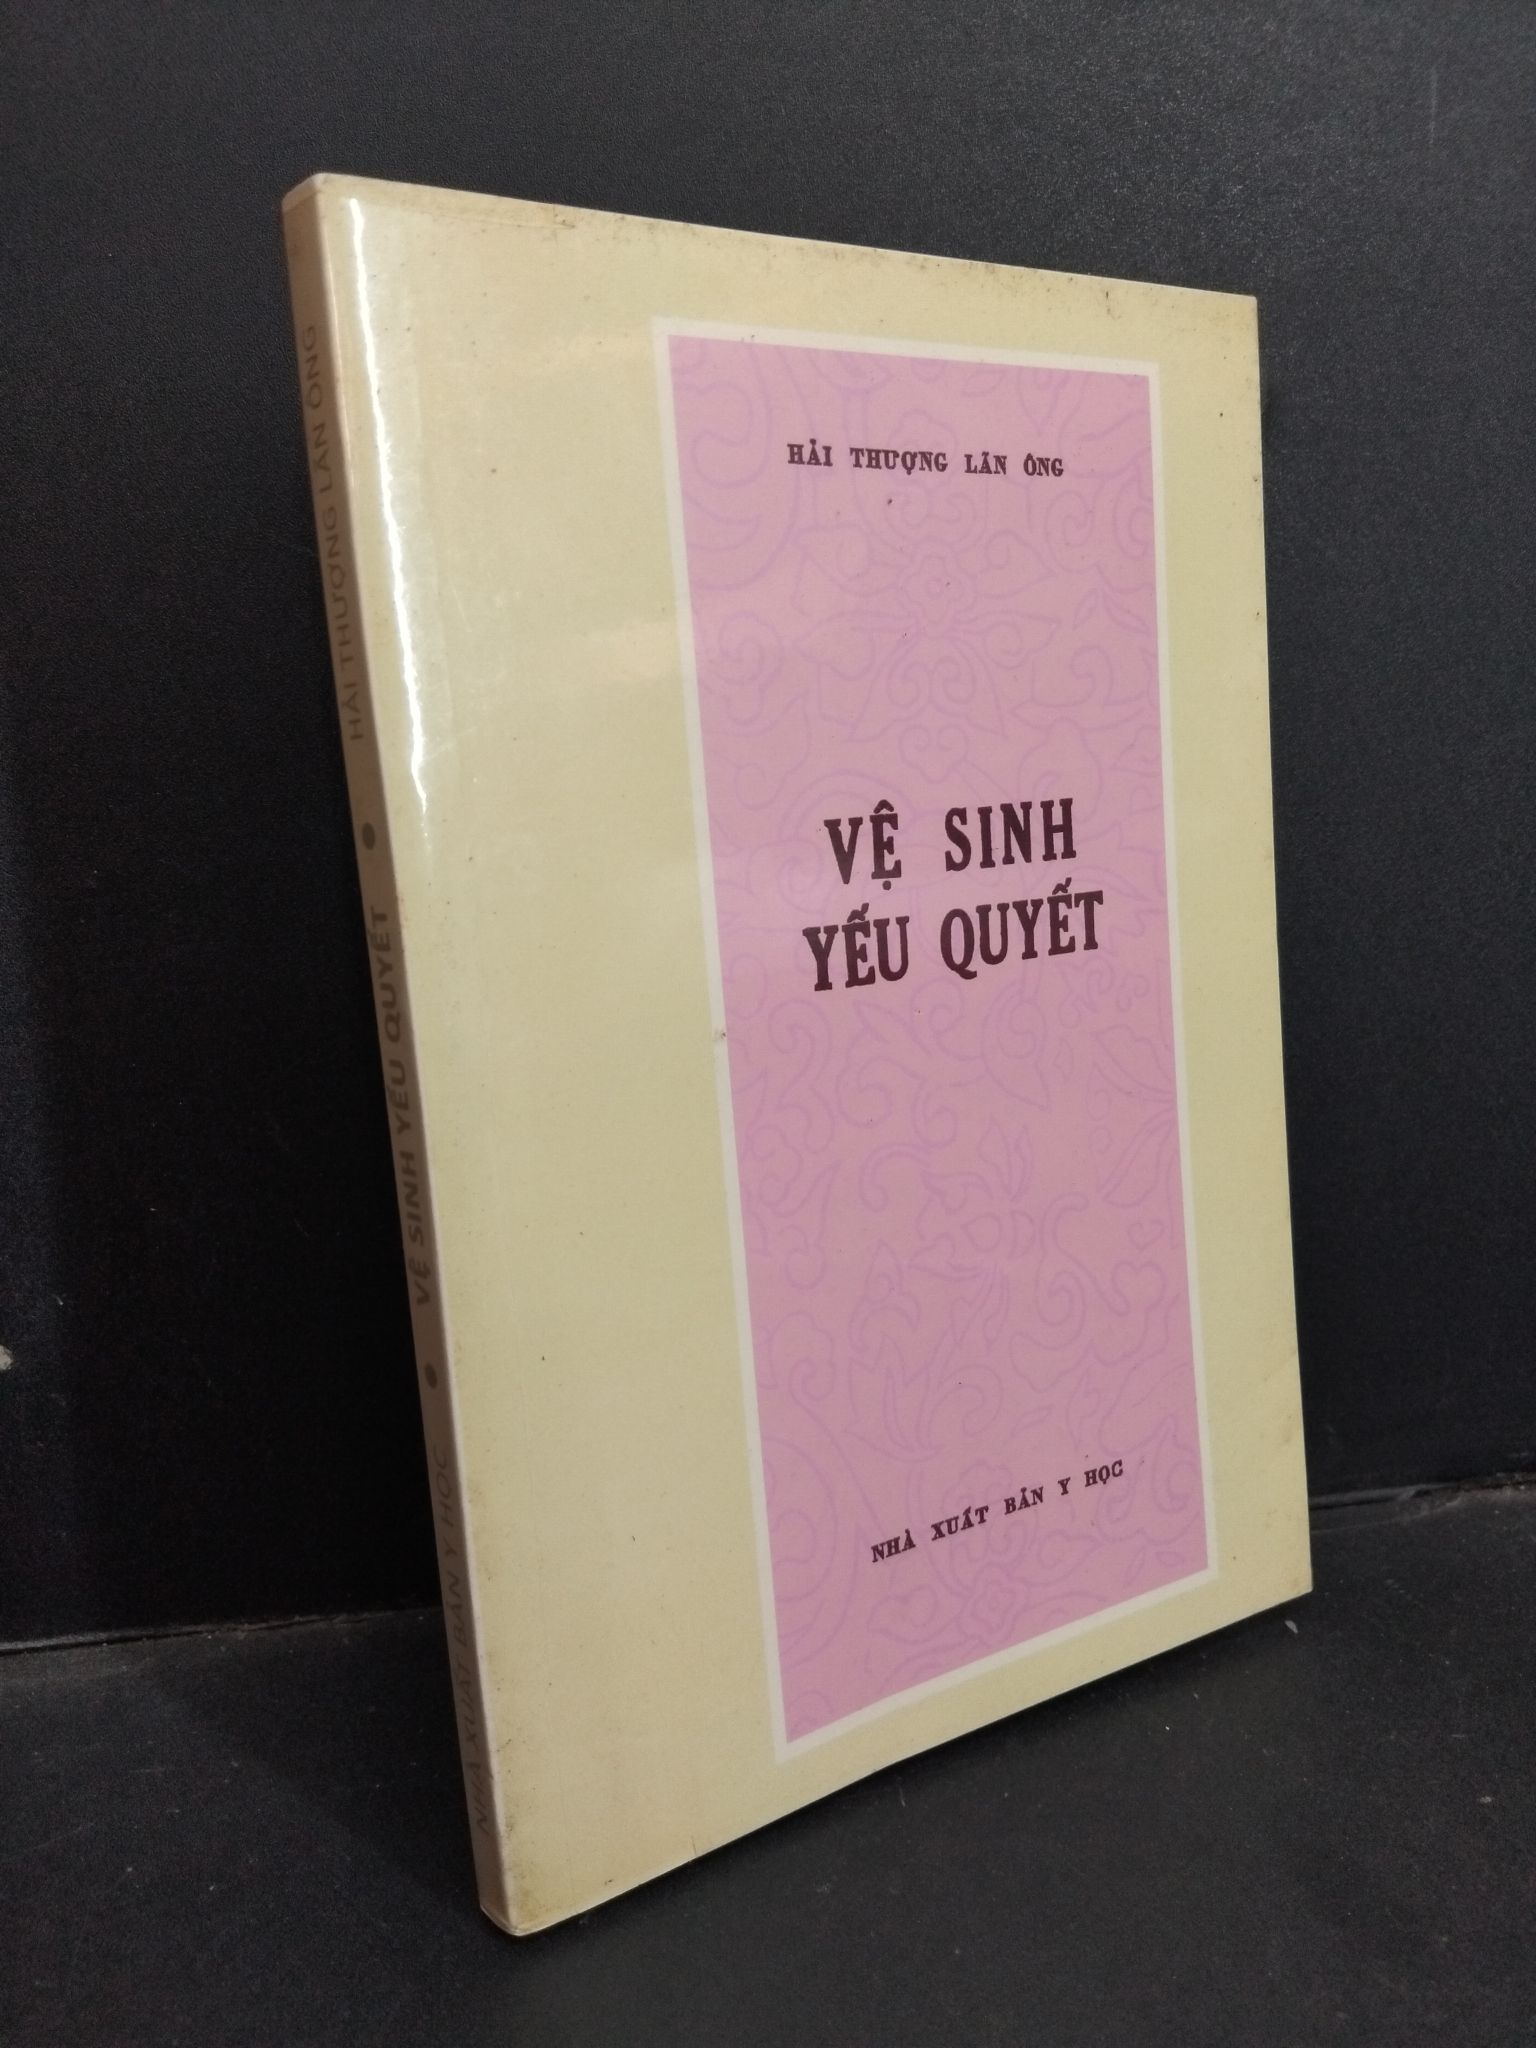 HẢI THƯỢNG LÃN ÔNG
VỆ SINH
YẾU QUYẾT
NHÀ XUẤT BẢN Y HỌC
HẢI THƯỢNG LÃN ÔNG ● VỆ SINH YẾU QUYẾT ● NHÀ XUẤT BẢN Y HỌC